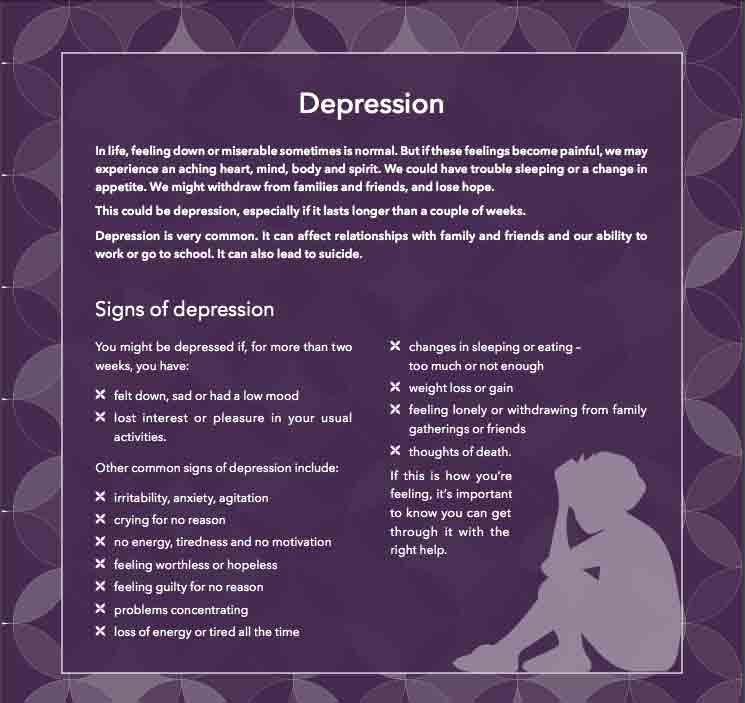 Depression
In life, feeling down or miserable sometimes is normal. But if these feelings become painful, we may
experience an aching heart, mind, body and spirit. We could have trouble sleeping or a change in
appetite. We might withdraw from families and friends, and lose hope.
This could be depression, especially if it lasts longer than a couple of weeks.
Depression is very common. It can affect relationships with family and friends and our ability to
work or go to school. It can also lead to suicide.
Signs of depression
You might be depressed if, for more than two
weeks, you have:
felt down, sad or had a low mood
lost interest or pleasure in your usual
activities.
Other common signs of depression include:
irritability, anxiety, agitation
crying for no reason
no energy, tiredness and no motivation
feeling worthless or hopeless
feeling guilty for no reason
problems concentrating
loss of energy or tired all the time
changes in sleeping or eating –
too much or not enough
weight loss or gain
feeling lonely or withdrawing from family
gatherings or friends
thoughts of death.
If this is how you’re
feeling, it’s important
to know you can get
through it with the
right help.